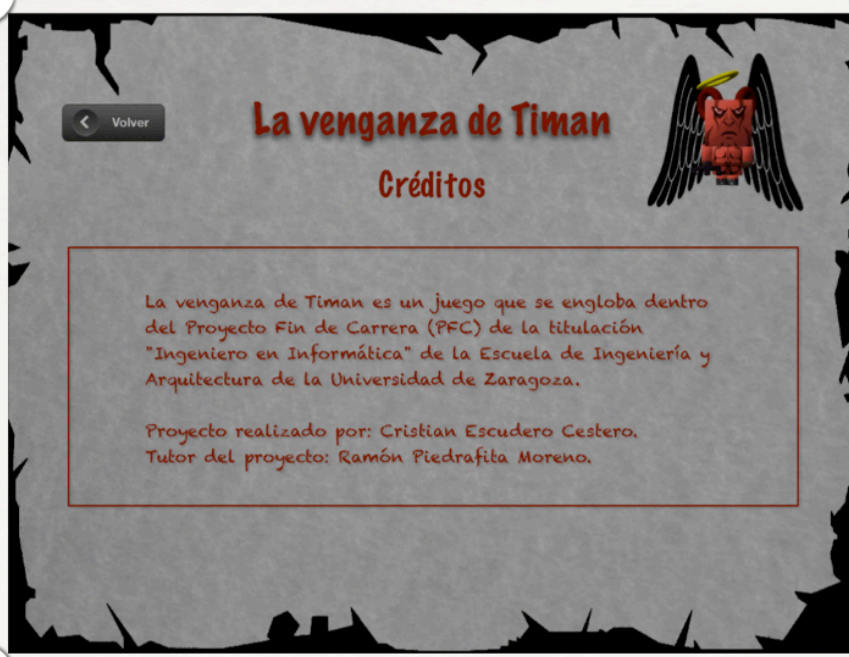 Volver
La venganza de Timan
Créditos
La venganza de Timan es un juego que se engloba dentro
del Proyecto Fin de Carrera (PFC) de la titulación
"Ingeniero en Informática" de la Escuela de Ingeniería y
Arquitectura de la Universidad de Zaragoza.
Proyecto realizado por: Cristian Escudero Cestero.
Tutor del proyecto: Ramón Piedrafita Moreno.